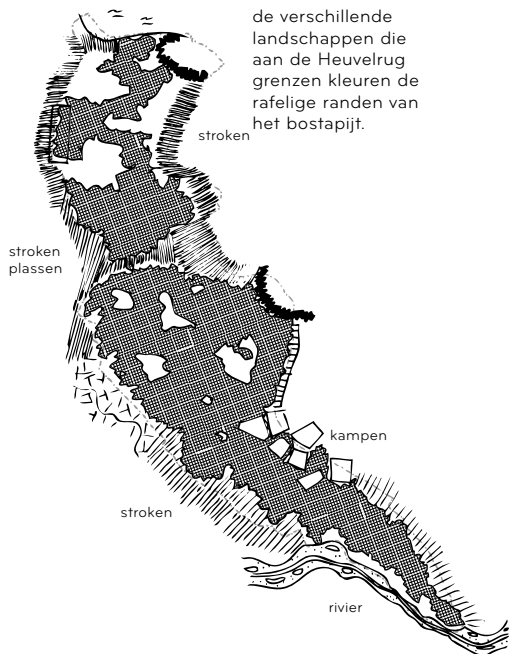 de verschillende
landschappen die
aan de Heuvelrug
grenzen kleuren de
rafelige randen van
het bostapijt.
stroken
stroken
plassen
kampen
stroken
rivier